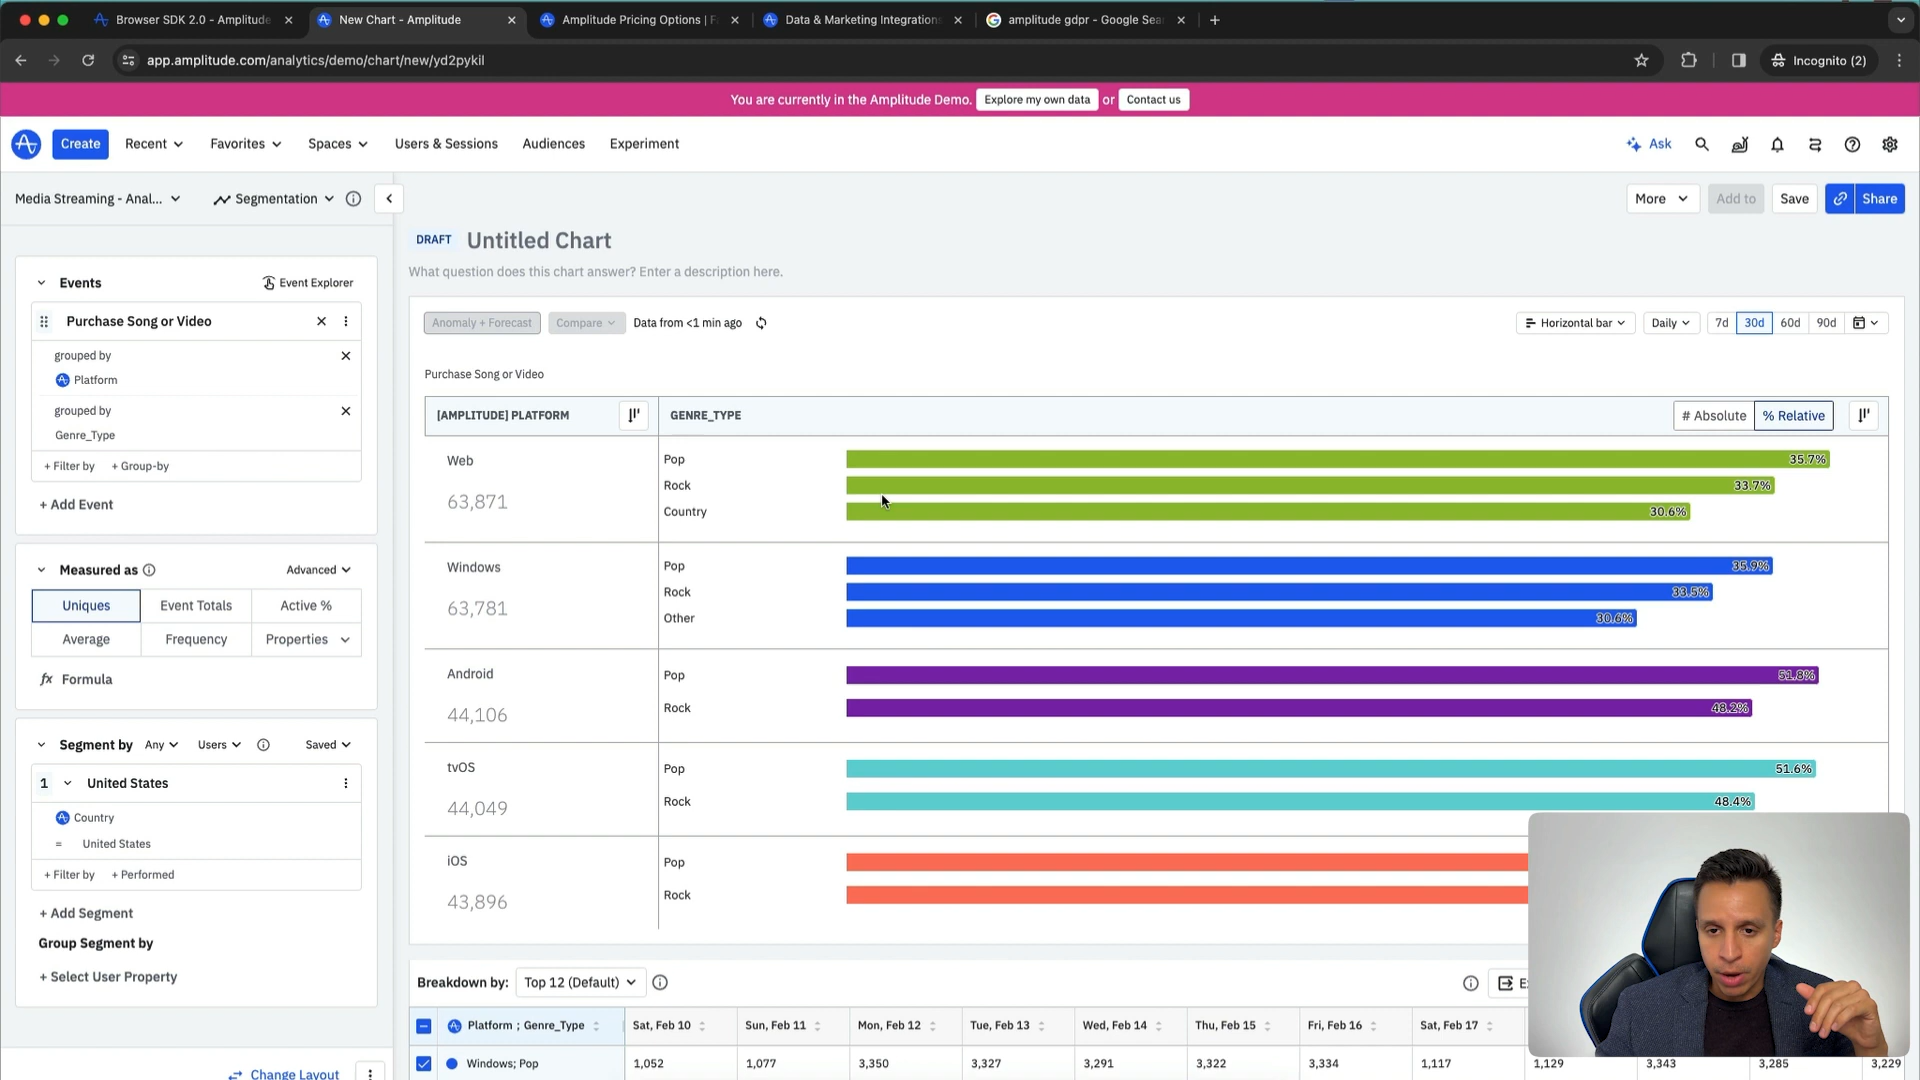 Browser SDK 2.0 - Amplitude
New Chart - Amplitude
Amplitude Pricing Options | F
Data & Marketing Integrations
amplitude gdpr - Google Sea
app.amplitude.com/analytics/demo/chart/new/yd2pykil
Incognito (2)
You are currently in the Amplitude Demo. Explore my own data or Contact us
Create Recent Favorites Spaces Users & Sessions Audiences Experiment Ask
Media Streaming - Anal... Segmentation
More Add to Save Share
DRAFT Untitled Chart
What question does this chart answer? Enter a description here.
Events Event Explorer
Purchase Song or Video
grouped by
Platform
grouped by
Genre_Type
+ Filter by + Group-by
+ Add Event
Measured as Advanced
Uniques Event Totals Active %
Average Frequency Properties
fx Formula
Segment by Any Users Saved
1 United States
Country
= United States
+ Filter by + Performed
+ Add Segment
Group Segment by
+ Select User Property
Change Layout
Anomaly + Forecast Compare Data from <1 min ago
Horizontal bar Daily 7d 30d 60d 90d
Purchase Song or Video
[AMPLITUDE] PLATFORM GENRE_TYPE # Absolute % Relative
Web
63,871
Pop 35.7%
Rock 33.7%
Country 30.6%
Windows
63,781
Pop 35.9%
Rock 33.5%
Other 30.6%
Android
44,106
Pop 51.8%
Rock 48.2%
tvOS
44,049
Pop 51.6%
Rock 48.4%
iOS
43,896
Pop
Rock
Breakdown by: Top 12 (Default)
Platform ; Genre_Type Sat, Feb 10 Sun, Feb 11 Mon, Feb 12 Tue, Feb 13 Wed, Feb 14 Thu, Feb 15 Fri, Feb 16 Sat, Feb 17
Windows; Pop 1,052 1,077 3,350 3,327 3,291 3,322 3,334 1,117 1,129 3,343 3,285 3,229